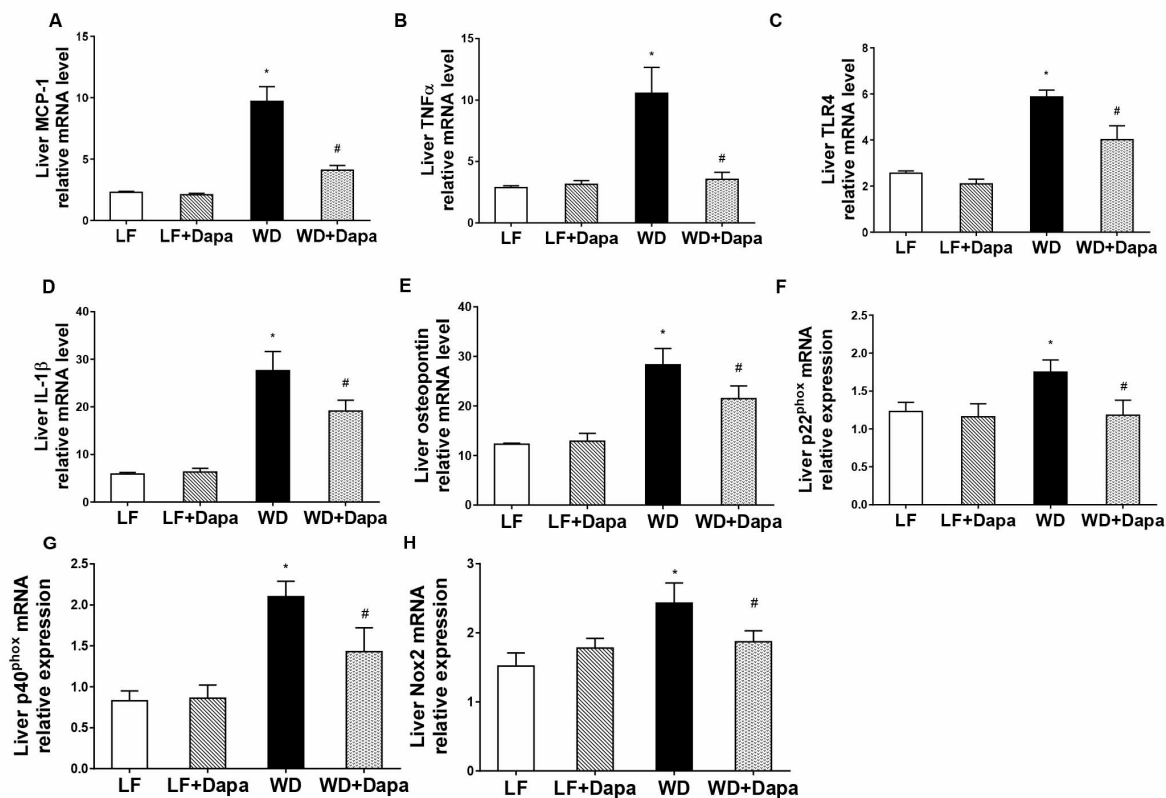 A
Liver MCP-1
relative mRNA level
15
10
5
0
*
#
LF LF+Dapa WD WD+Dapa
B
Liver TNFα
relative mRNA level
15
10
5
0
*
#
LF LF+Dapa WD WD+Dapa
C
Liver TLR4
relative mRNA level
8
6
4
2
0
*
#
LF LF+Dapa WD WD+Dapa
D
Liver IL-1β
relative mRNA level
40
30
20
10
0
*
#
LF LF+Dapa WD WD+Dapa
E
Liver osteopontin
relative mRNA level
40
30
20
10
0
*
#
LF LF+Dapa WD WD+Dapa
F
Liver p22phox mRNA
relative expression
2.5
2.0
1.5
1.0
0.5
0.0
*
#
LF LF+Dapa WD WD+Dapa
G
Liver p40phox mRNA
relative expression
2.5
2.0
1.5
1.0
0.5
0.0
*
#
LF LF+Dapa WD WD+Dapa
H
Liver Nox2 mRNA
relative expression
3
2
1
0
*
#
LF LF+Dapa WD WD+Dapa